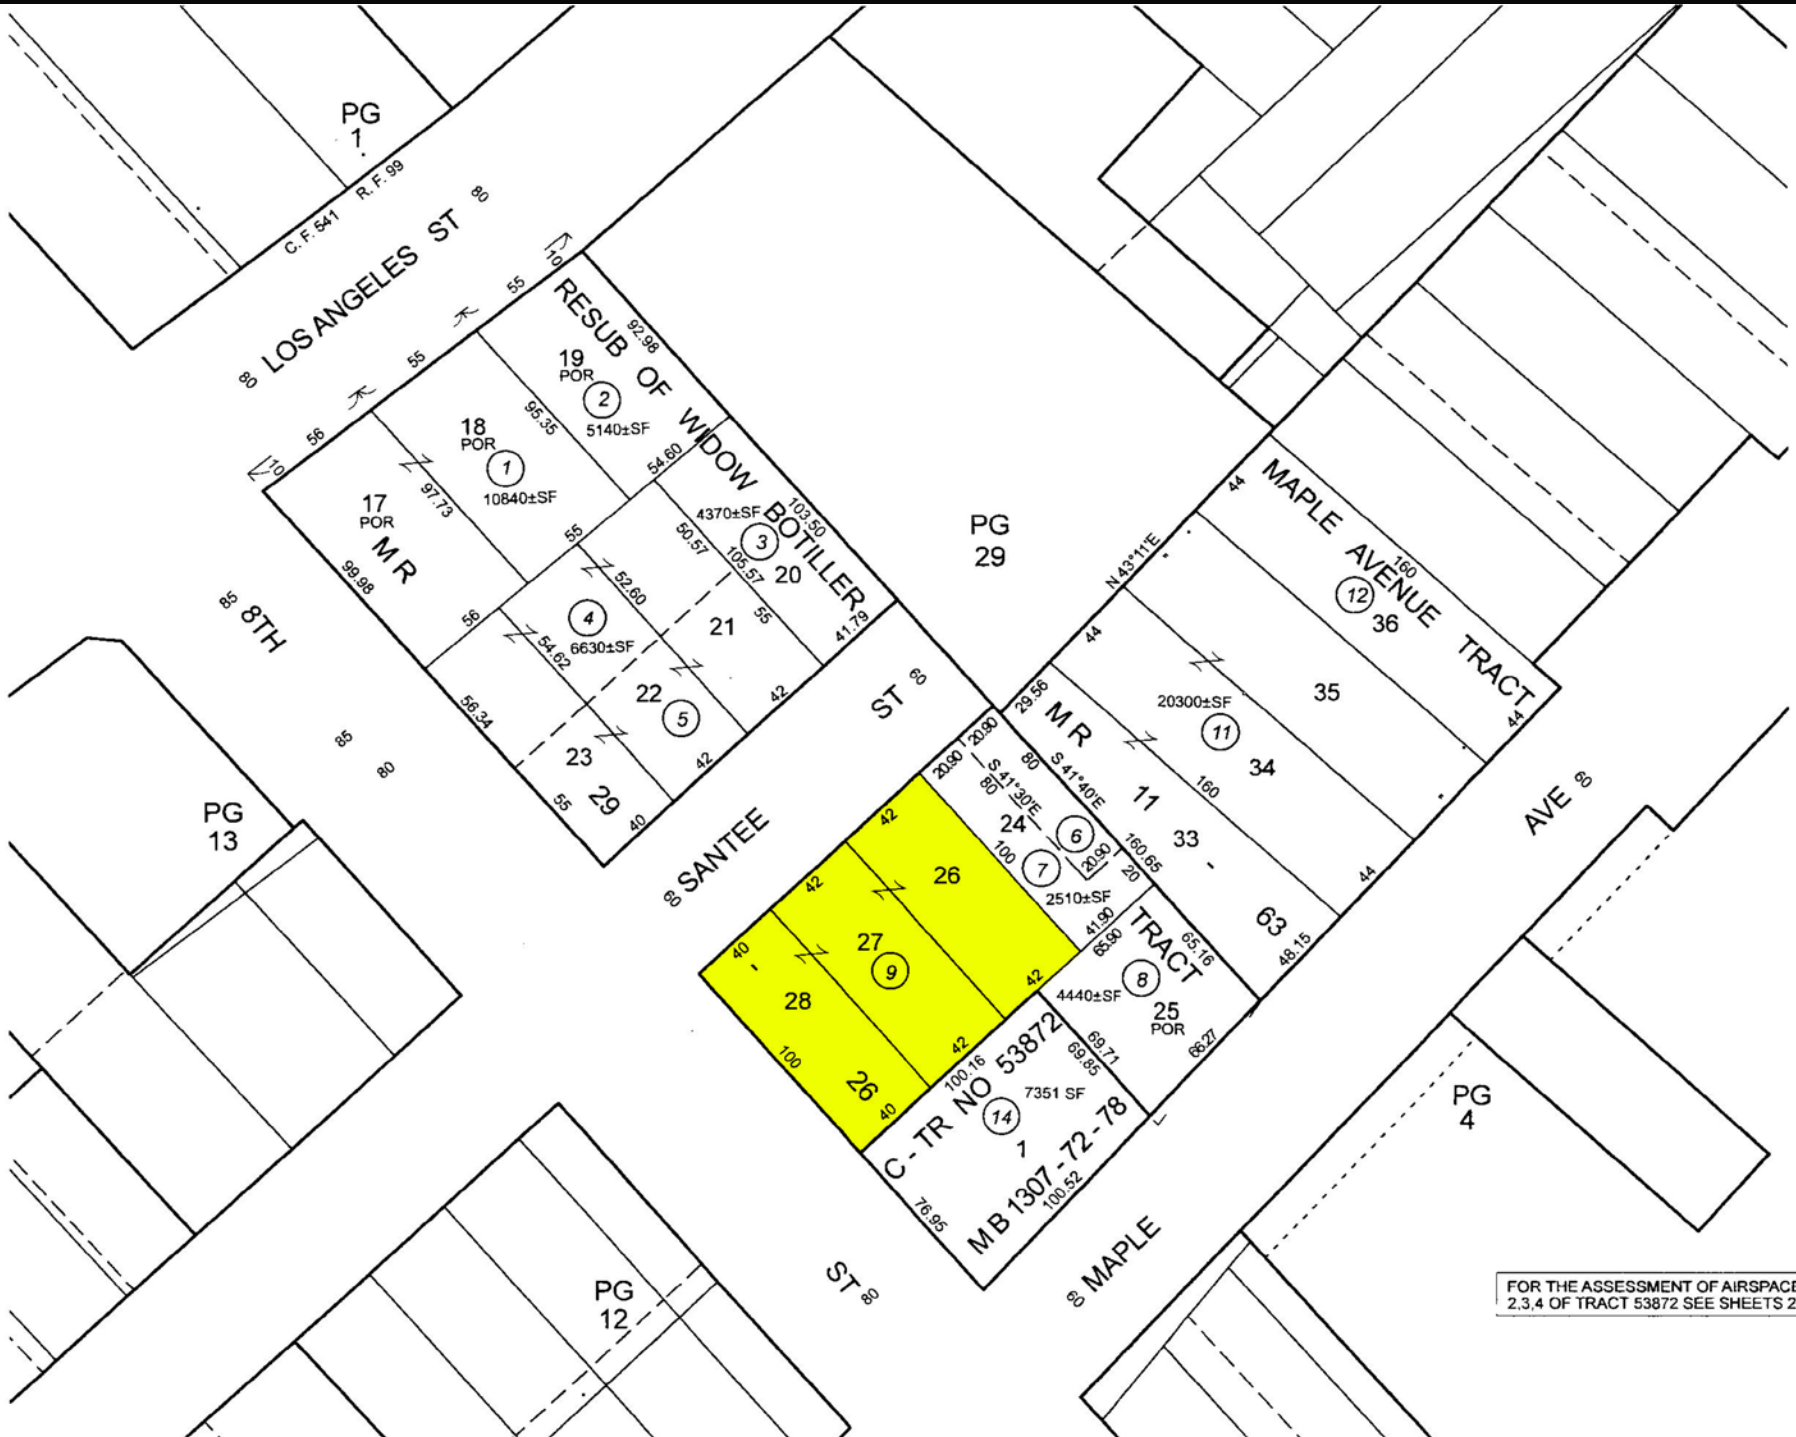 PG
1
C. F. 541 R. F. 99
80 LOS ANGELES ST 80
10
56
55
55
10
RESUB OF WIDOW BOTILLER
92.98
19
POR
2
5140±SF
95.35
54.60
18
POR
1
10840±SF
97.73
17
POR
M R
99.98
55
56
4370±SF
3
103.50
50.57
105.57
20
55
41.79
21
52.60
4
6630±SF
54.62
22
5
42
42
56.34
23
29
55
40
85 8TH
85
80
ST 80
PG
13
PG
29
60 SANTEE ST 60
20.90
20.90
80
S 41°40'E
S 41°30'E
80
24
6
100
7
2510±SF
20.90
160.65
20
41.90
65.90
42
42
40
26
27
9
28
100
26
42
42
40
TRACT
65.16
8
4440±SF
25
POR
69.71
69.85
66.27
C - TR NO 53872
100.16
7351 SF
14
1
M B 1307 - 72 - 78
100.52
76.95
29.56
M R
11
33
-
63
48.15
44
N 43°11'E
44
MAPLE AVENUE TRACT
160
12
36
35
20300±SF
11
34
160
44
44
60 MAPLE AVE 60
PG
4
PG
12
FOR THE ASSESSMENT OF AIRSPACE
2,3,4 OF TRACT 53872 SEE SHEETS 2